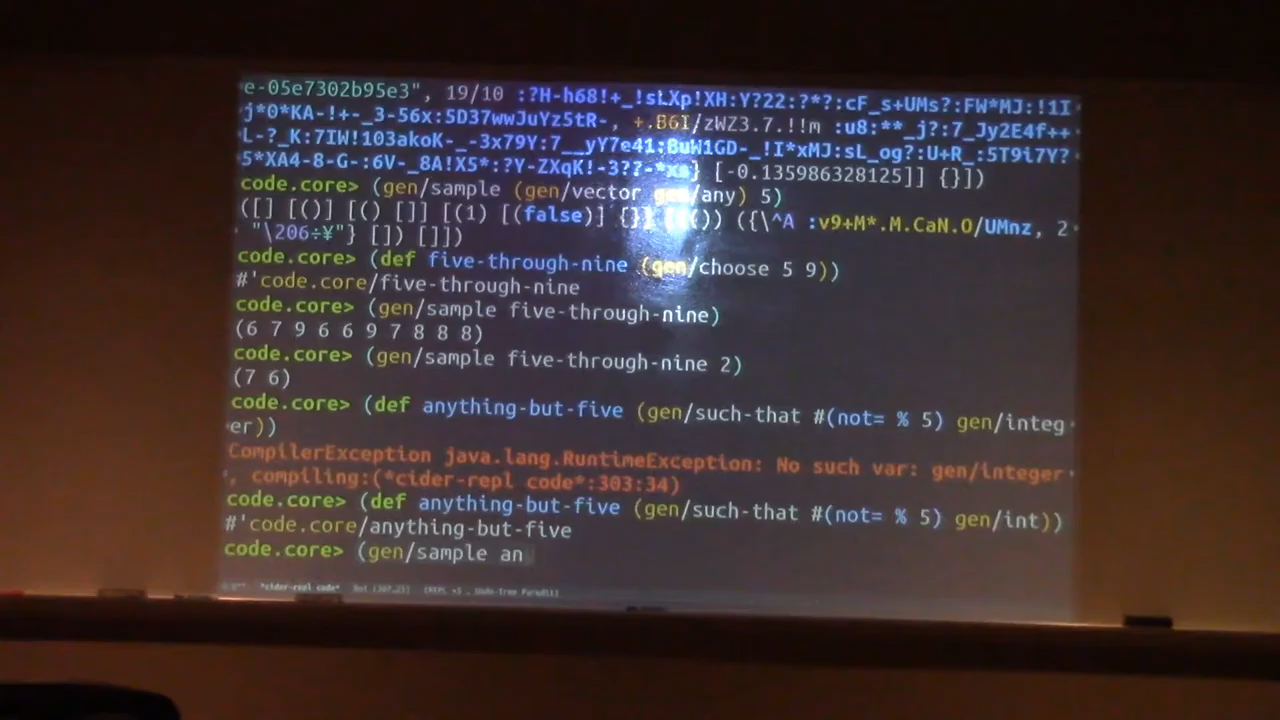 e-05e7302b95e3", 19/10 :?H-h68!+_!sLXp!XH:Y?22:?*?:cF_s+UMs?:FW*MJ:!1I
j*0*KA-!+-_3-56x:5D37wwJuYz5tR-, +.B6I/zWZ3.7.!!m :u8:**_j?:7_Jy2E4f++
L-?_K:7IW!103akoK-_-3x79Y:7__yY7e41:8uW1GD-_!I*xMJ:sL_og?:U+R_:5T9i7Y?
5*XA4-8-G-:6V-_8A!X5*:?Y-ZXqK!-3??-*xs} [-0.135986328125]] {}])
code.core> (gen/sample (gen/vector gen/any) 5)
([] [()] [() []] [(1) [(false)] {}] [()) ({\^A :v9+M*.M.CaN.O/UMnz, 2
"\206÷¥"} []) []])
code.core> (def five-through-nine (gen/choose 5 9))
#'code.core/five-through-nine
code.core> (gen/sample five-through-nine)
(6 7 9 6 6 9 7 8 8 8)
code.core> (gen/sample five-through-nine 2)
(7 6)
code.core> (def anything-but-five (gen/such-that #(not= % 5) gen/integ
er))
CompilerException java.lang.RuntimeException: No such var: gen/integer
, compiling:(*cider-repl code*:303:34)
code.core> (def anything-but-five (gen/such-that #(not= % 5) gen/int))
#'code.core/anything-but-five
code.core> (gen/sample an
*cider-repl code*